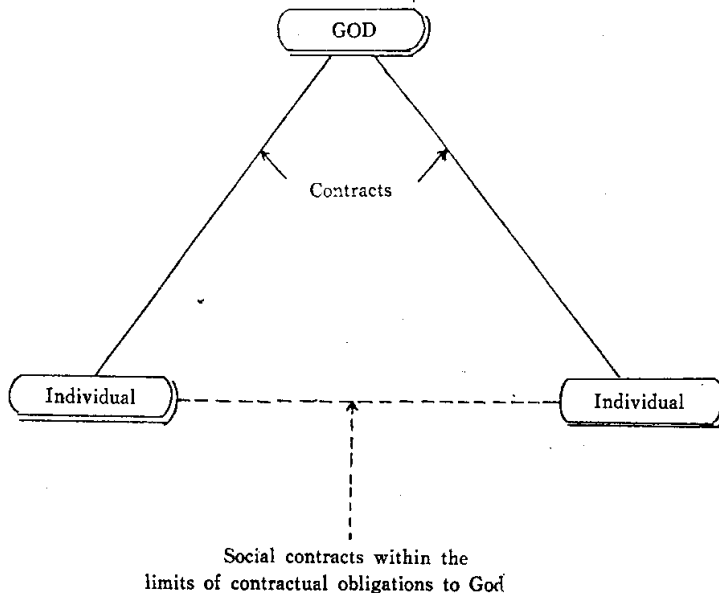 GOD
Contracts
Individual
Individual
Social contracts within the
limits of contractual obligations to God